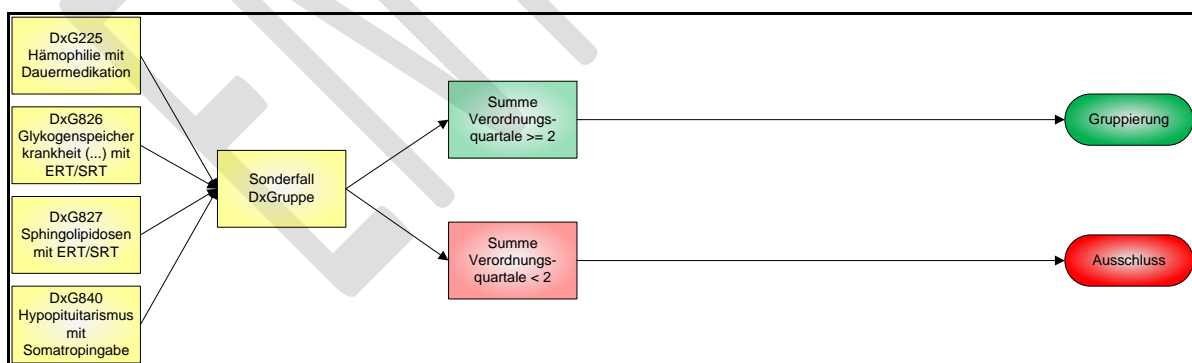 DxG225
Hämophilie mit
Dauermedikation
DxG826
Glykogenspeicher
krankheit (...) mit
ERT/SRT
DxG827
Sphingolipidosen
mit ERT/SRT
DxG840
Hypopituitarismus
mit
Somatropingabe
Sonderfall
DxGruppe
Summe
Verordnungs-
quartale >= 2
Summe
Verordnungs-
quartale < 2
Gruppierung
Ausschluss